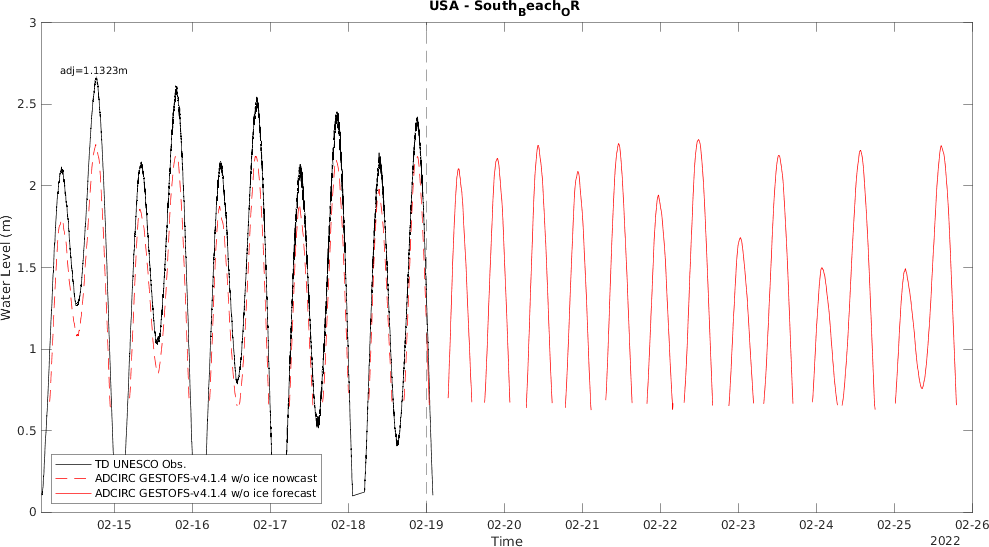 USA - South_Beach_OR
3
adj=1.1323m
2.5
2
1.5
1
0.5
0
Water Level (m)
TD UNESCO Obs.
ADCIRC GESTOFS-v4.1.4 w/o ice nowcast
ADCIRC GESTOFS-v4.1.4 w/o ice forecast
02-15 02-16 02-17 02-18 02-19 02-20 02-21 02-22 02-23 02-24 02-25 02-26
Time
2022